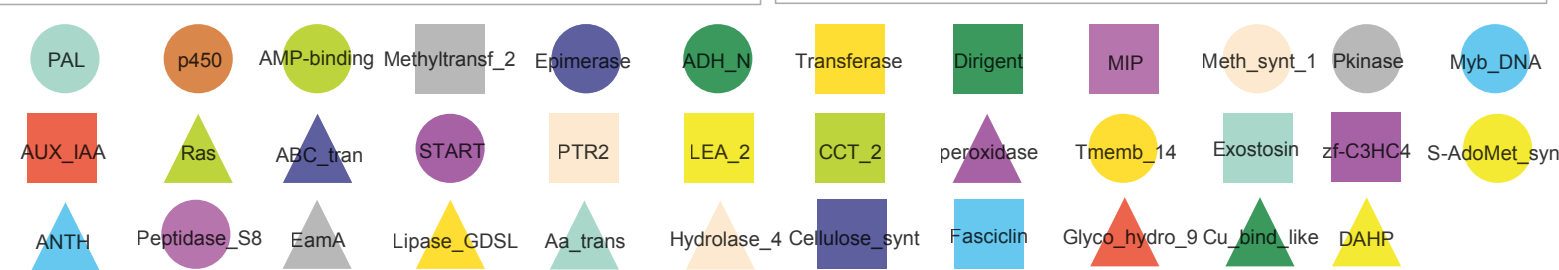 PAL p450 AMP-binding Methyltransf_2 Epimerase ADH_N Transferase Dirigent MIP Meth_synt_1 Pkinase Myb_DNA
AUX_IAA Ras ABC_tran START PTR2 LEA_2 CCT_2 peroxidase Tmemb_14 Exostosin zf-C3HC4 S-AdoMet_syn
ANTH Peptidase_S8 EamA Lipase_GDSL Aa_trans Hydrolase_4 Cellulose_synt Fasciclin Glyco_hydro_9 Cu_bind_like DAHP